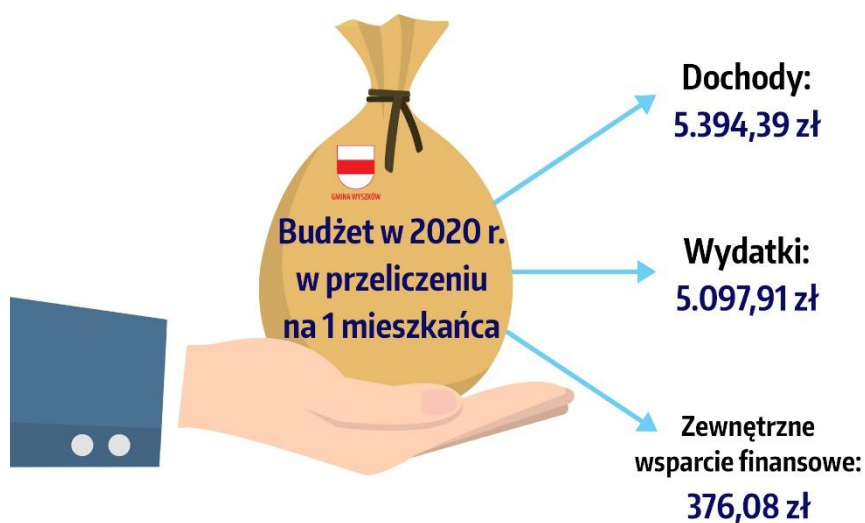 GMINA WYSZKÓW
Budżet w 2020 r.
w przeliczeniu
na 1 mieszkańca
Dochody:
5.394,39 zł
Wydatki:
5.097,91 zł
Zewnętrzne
wsparcie finansowe:
376,08 zł